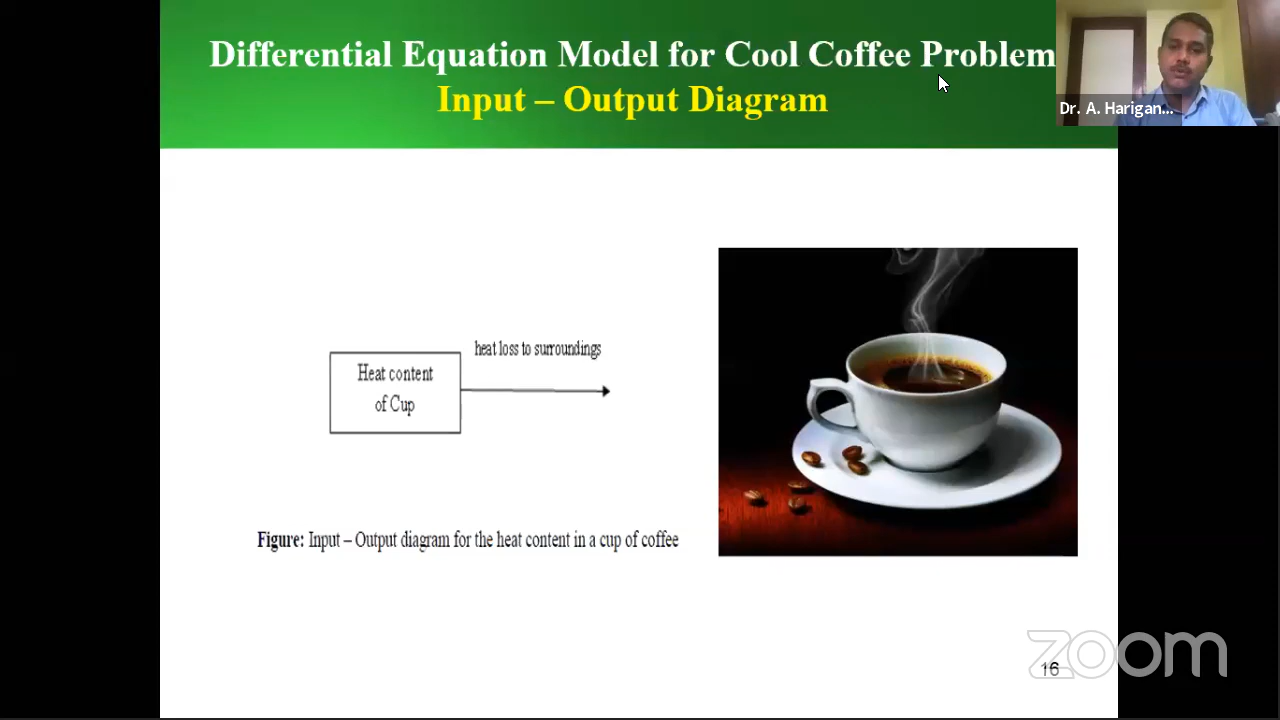 Differential Equation Model for Cool Coffee Problem
Input – Output Diagram
Dr. A. Harigan...
heat loss to surroundings
Heat content
of Cup
Figure: Input – Output diagram for the heat content in a cup of coffee
zoom
16